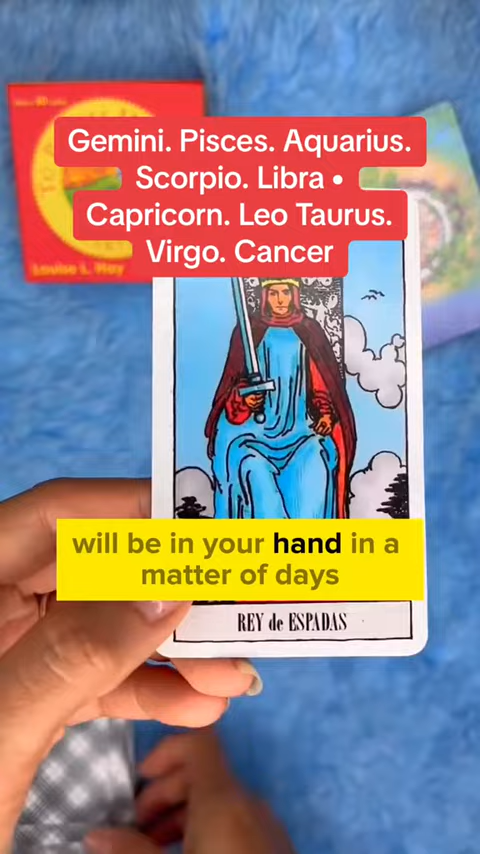 Gemini. Pisces. Aquarius.
Scorpio. Libra •
Capricorn. Leo Taurus.
Virgo. Cancer
Louise L. Hay
will be in your hand in a
matter of days
REY de ESPADAS